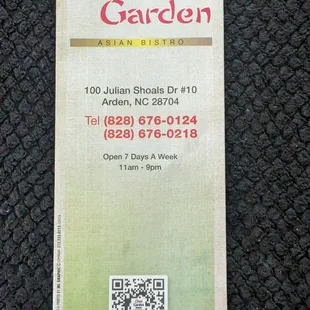 Garden
ASIAN BISTRO
100 Julian Shoals Dr #10
Arden, NC 28704
Tel (828) 676-0124
(828) 676-0218
Open 7 Days A Week
11am - 9pm